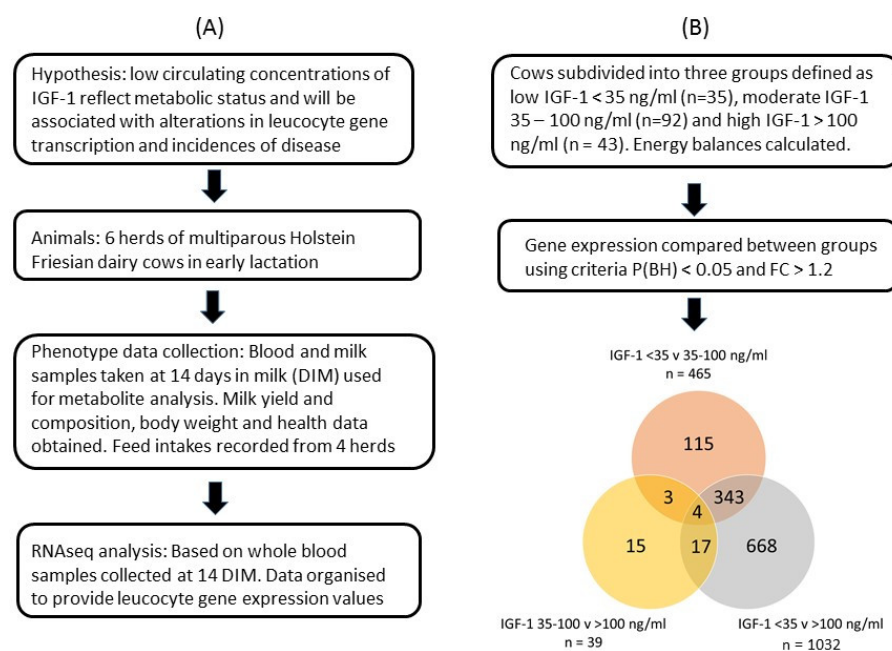 (A)
Hypothesis: low circulating concentrations of
IGF-1 reflect metabolic status and will be
associated with alterations in leucocyte gene
transcription and incidences of disease
Animals: 6 herds of multiparous Holstein
Friesian dairy cows in early lactation
Phenotype data collection: Blood and milk
samples taken at 14 days in milk (DIM) used
for metabolite analysis. Milk yield and
composition, body weight and health data
obtained. Feed intakes recorded from 4 herds
RNAseq analysis: Based on whole blood
samples collected at 14 DIM. Data organised
to provide leucocyte gene expression values
(B)
Cows subdivided into three groups defined as
low IGF-1 < 35 ng/ml (n=35), moderate IGF-1
35 – 100 ng/ml (n=92) and high IGF-1 > 100
ng/ml (n = 43). Energy balances calculated.
Gene expression compared between groups
using criteria P(BH) < 0.05 and FC > 1.2
IGF-1 <35 v 35-100 ng/ml
n = 465
115
3
343
4
15
17
668
IGF-1 35-100 v >100 ng/ml
n = 39
IGF-1 <35 v >100 ng/ml
n = 1032